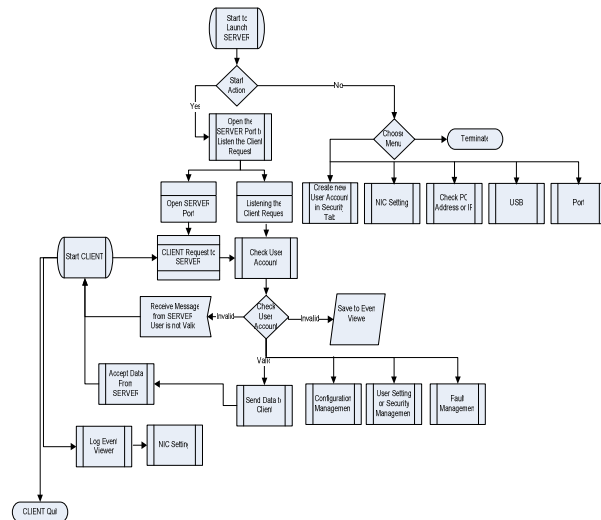 Start to
Launch
SERVER
Start
Action
No
Yes
Open the
SERVER Port to
Listen the Client
Request
Choose
Menu
Terminate
Open SERVER
Port
Listening the
Client Reques
Create new
User Account
in Security
Tab
NIC Setting
Check PC
Address or IP
USB
Port
Start CLIENT
CLIENT Request to
SERVER
Check User
Account
Receive Message
from SERVER
User is not Valid
Invalid
Check
User
Account
Invalid
Save to Even
Viewe
Valid
Accept Data
From
SERVER
Send Data to
Client
Configuration
Managemen
User Setting
or Security
Managemen
Faul
Managemen
Log Event
Viewer
NIC Setting
CLIENT Quit